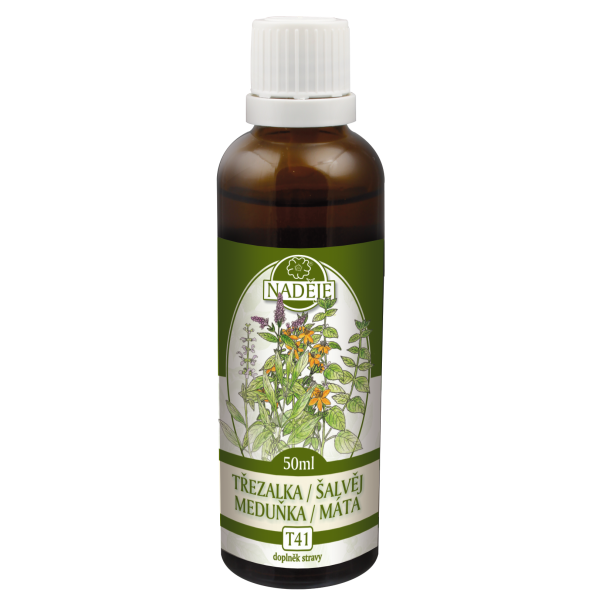 NADĚJE
50ml
TŘEZALKA / ŠALVĚJ
MEDUŇKA / MÁTA
T41
doplněk stravy